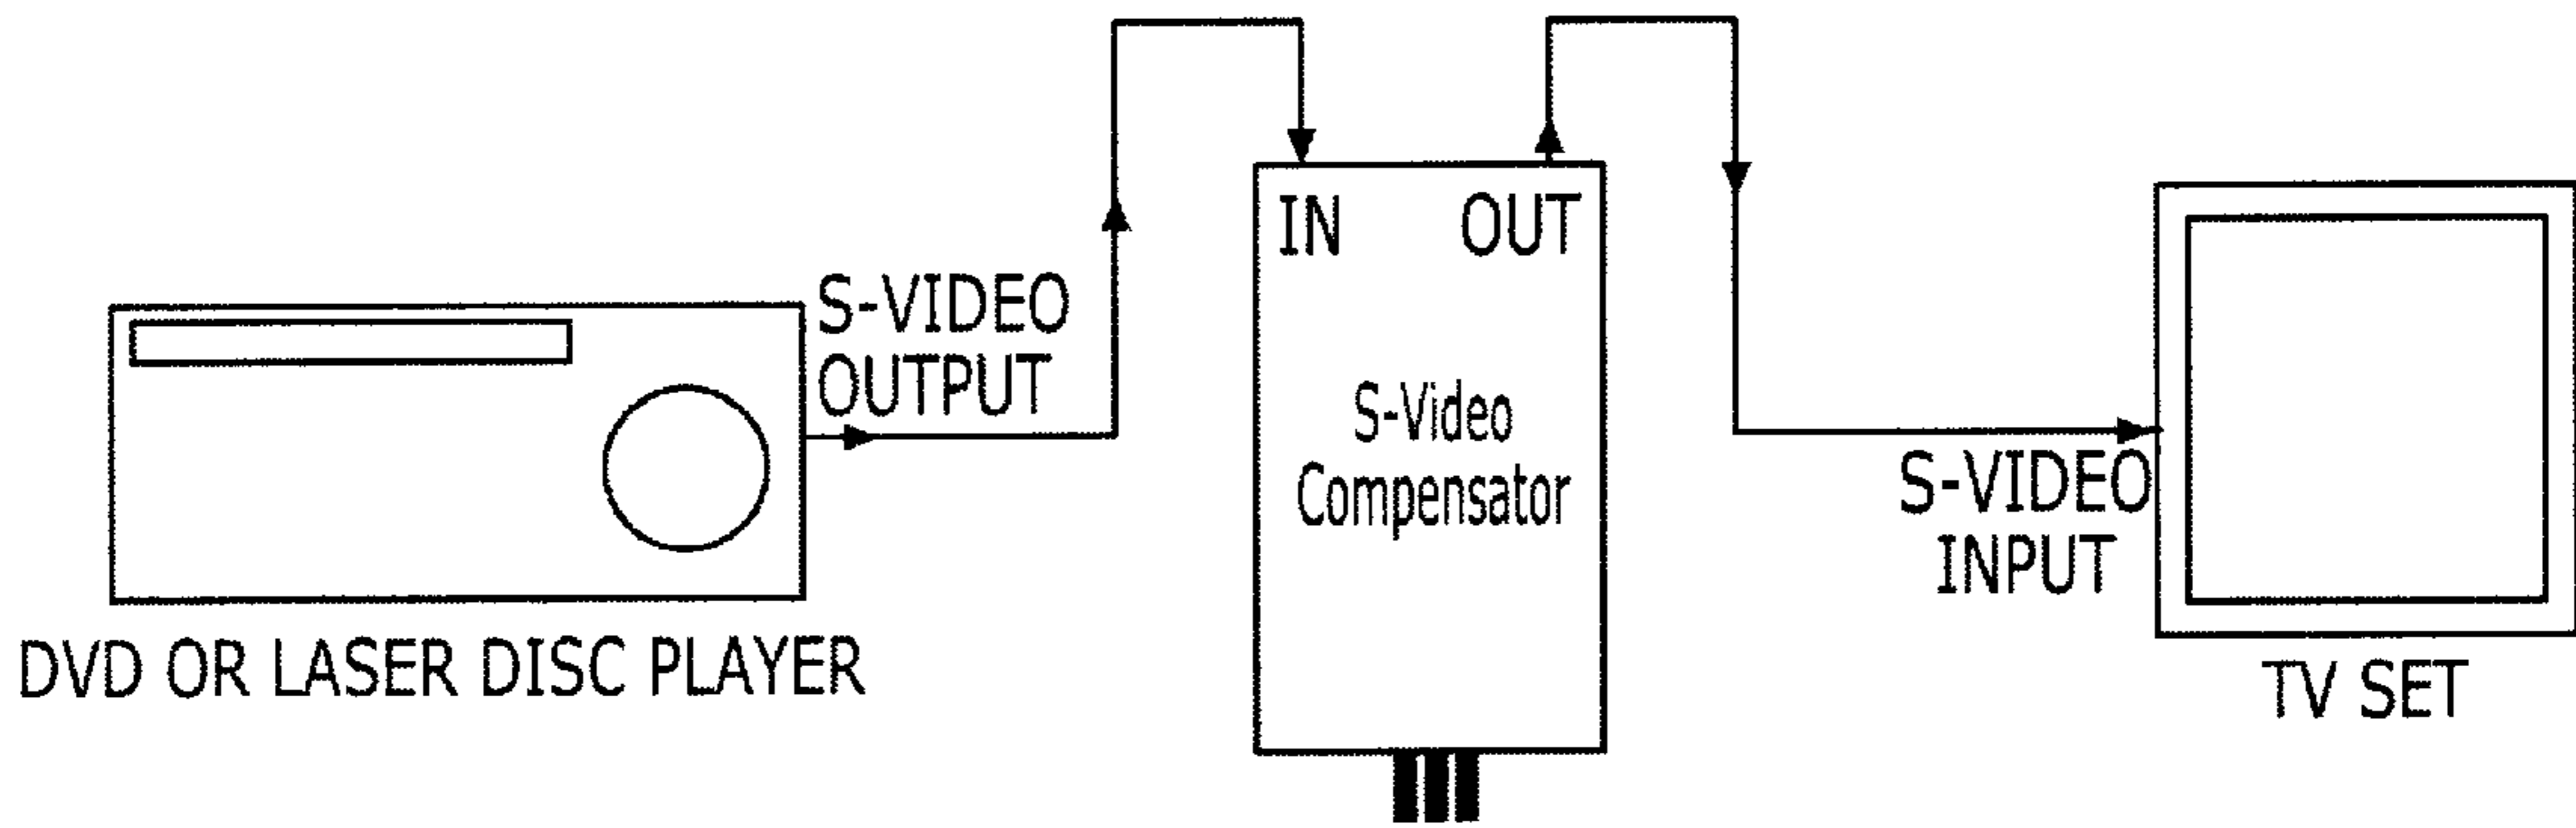 S-VIDEO
OUTPUT
DVD OR LASER DISC PLAYER
IN OUT
S-Video
Compensator
S-VIDEO
INPUT
TV SET